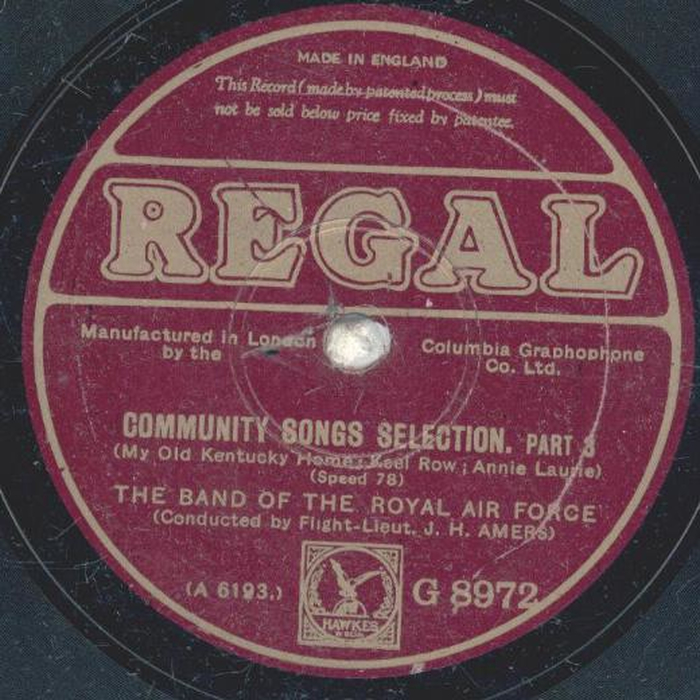 MADE IN ENGLAND
This Record (made by patented process) must
not be sold below price fixed by patentee.
REGAL
Manufactured in London
by the
Columbia Graphophone
Co. Ltd.
COMMUNITY SONGS SELECTION. PART 3
(My Old Kentucky Home; Keel Row; Annie Laurie)
(Speed 78)
THE BAND OF THE ROYAL AIR FORCE
(Conducted by Flight-Lieut. J. H. AMERS)
(A 6193.)
HAWKES
& SON
G 8972